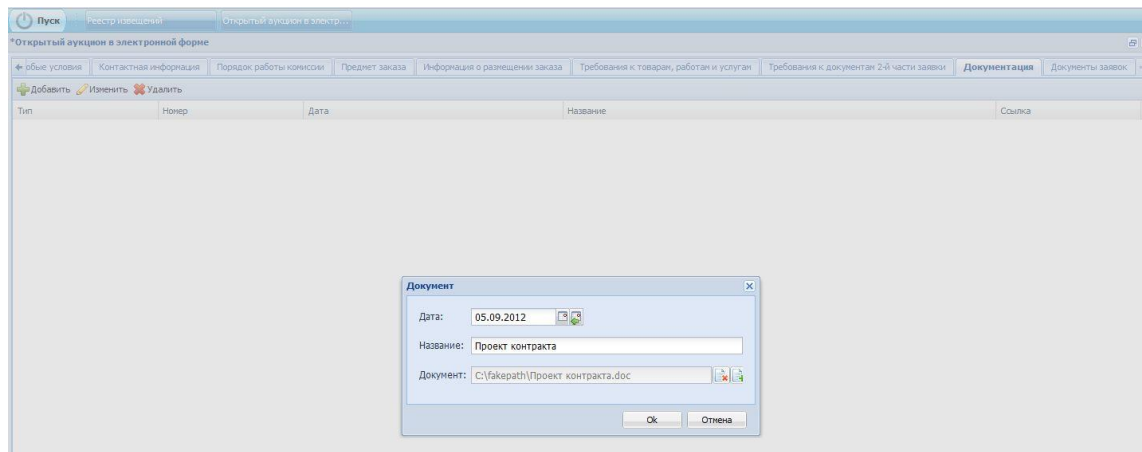 Пуск Реестр извещений Открытый аукцион в электр...
*Открытый аукцион в электронной форме
обые условия Контактная информация Порядок работы комиссии Предмет заказа Информация о размещении заказа Требования к товарам, работам и услугам Требования к документам 2-й части заявки Документация Документы заявок
Добавить Изменить Удалить
Тип Номер Дата Название Ссылка
Документ
Дата: 05.09.2012
Название: Проект контракта
Документ: C:\fakepath\Проект контракта.doc
Ok Отмена